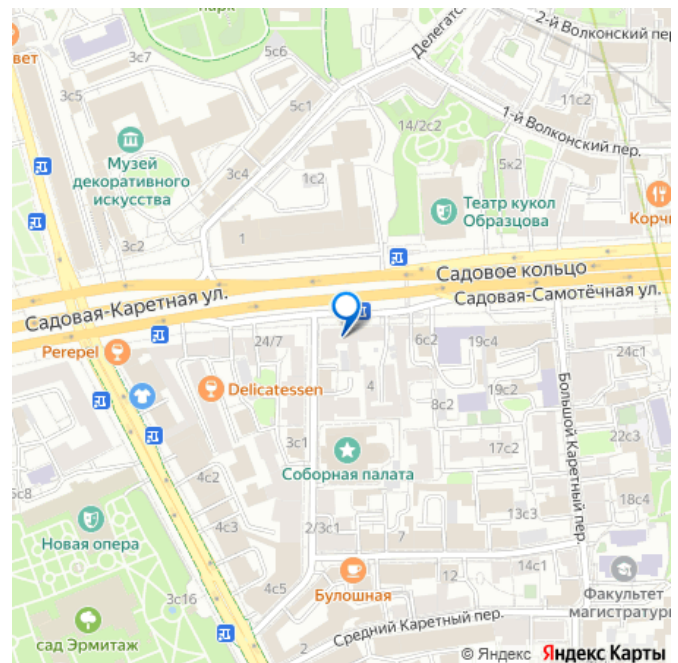 парк
2-й Волконский пер
Делегатс
вет
3с7
5с6
3с5
5с1
11с2
14/2с2
1-й Волконский пер.
Музей
декоративного
искусства
3с4
1с2
5к2
Театр кукол
Образцова
Корчи
3с2
1
Садовое кольцо
Садовая-Каретная ул.
Садовая-Самотёчная ул.
Perepel
24/7
6с2
19с4
24с1
Delicatessen
4
8с2
19с2
Большой Каретный пер.
3с1
17с2
22с3
Соборная палата
4с2
5с8
18с4
4с3
2/3с1
13с3
7
Новая опера
14с1
12
4с5
Булошная
Факультет
магистратуры
3с16
Средний Каретный пер.
сад Эрмитаж
2
© Яндекс Яндекс Карты